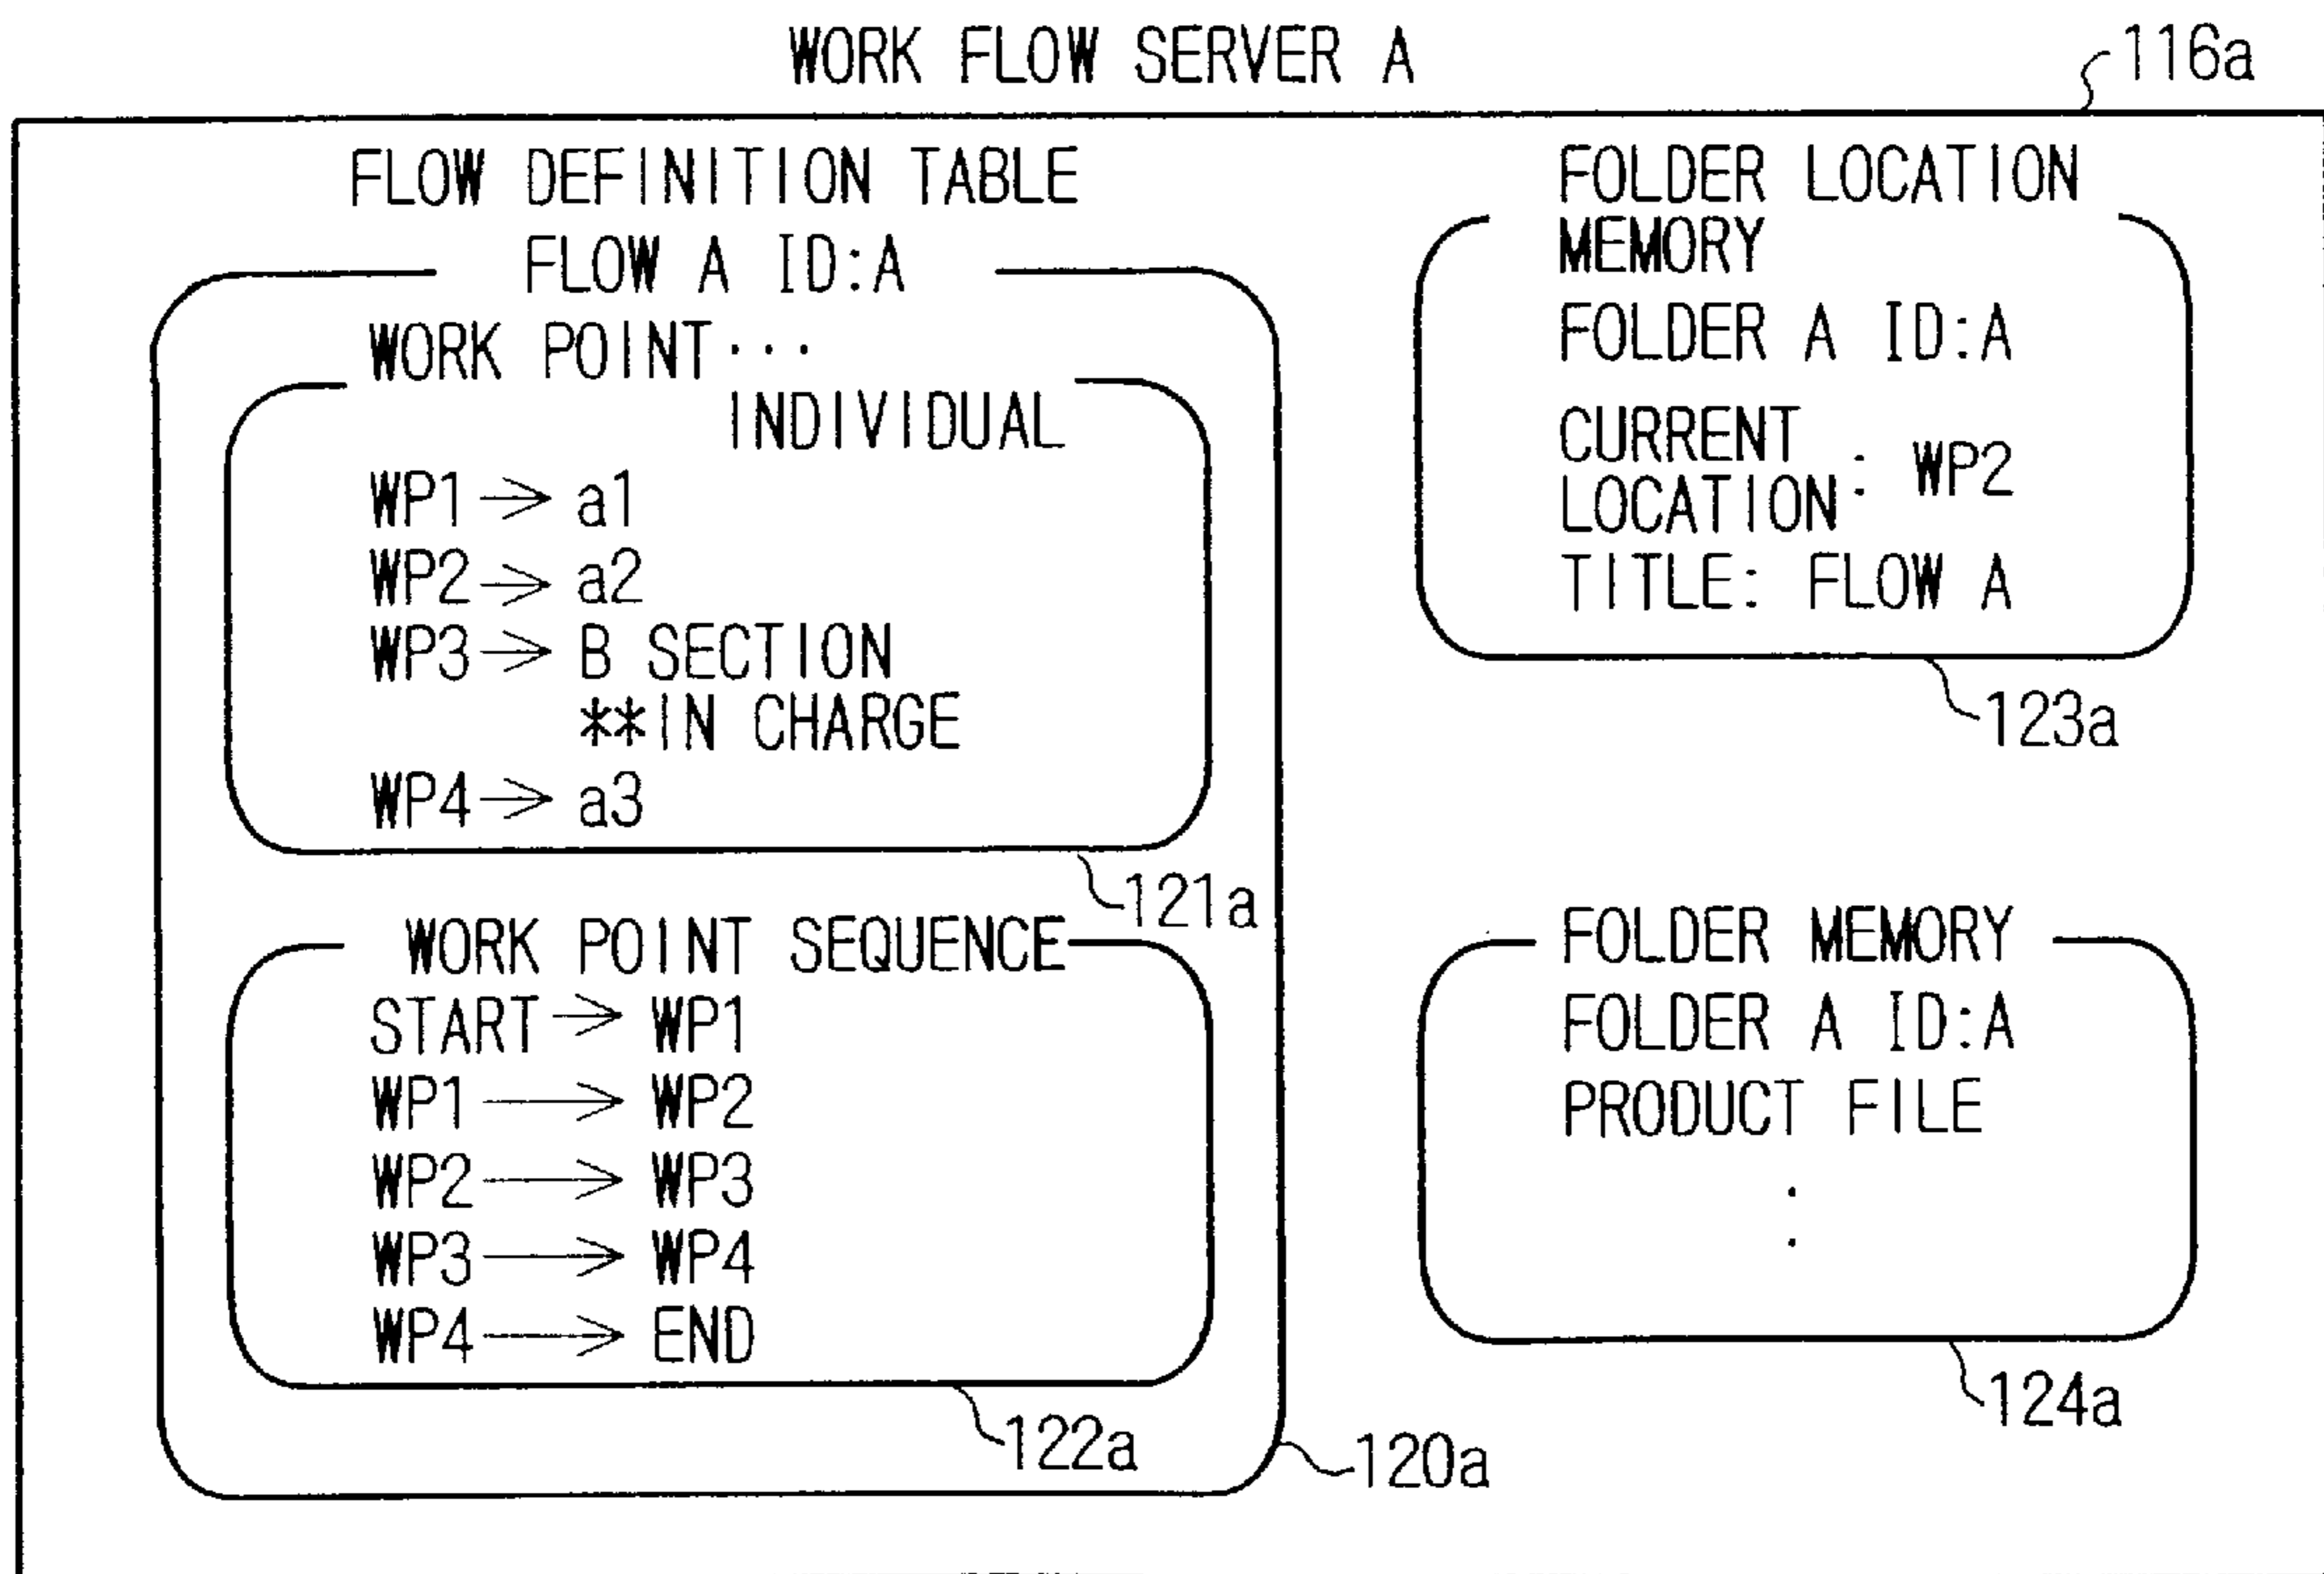 WORK FLOW SERVER A
116a
FLOW DEFINITION TABLE
FLOW A ID:A
WORK POINT···
INDIVIDUAL
WP1→a1
WP2→a2
WP3→B SECTION
**IN CHARGE
WP4→a3
121a
WORK POINT SEQUENCE
START→WP1
WP1→WP2
WP2→WP3
WP3→WP4
WP4→END
122a
120a
FOLDER LOCATION
MEMORY
FOLDER A ID:A
CURRENT
LOCATION: WP2
TITLE: FLOW A
123a
FOLDER MEMORY
FOLDER A ID:A
PRODUCT FILE
:
124a